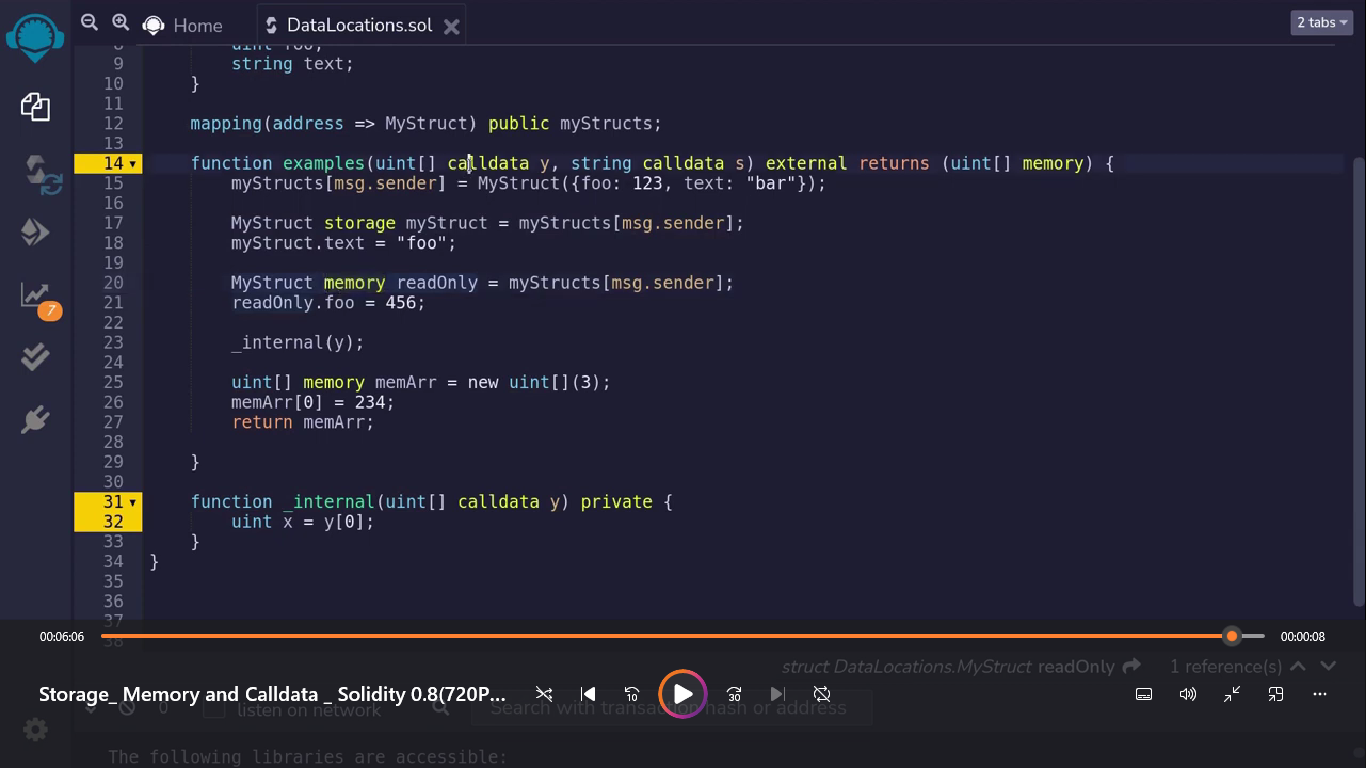 Home
DataLocations.sol
2 tabs
8 uint foo;
9 string text;
10 }
11
12 mapping(address => MyStruct) public myStructs;
13
14 function examples(uint[] calldata y, string calldata s) external returns (uint[] memory) {
15 myStructs[msg.sender] = MyStruct({foo: 123, text: "bar"});
16
17 MyStruct storage myStruct = myStructs[msg.sender];
18 myStruct.text = "foo";
19
20 MyStruct memory readOnly = myStructs[msg.sender];
21 readOnly.foo = 456;
22
23 _internal(y);
24
25 uint[] memory memArr = new uint[](3);
26 memArr[0] = 234;
27 return memArr;
28
29 }
30
31 function _internal(uint[] calldata y) private {
32 uint x = y[0];
33 }
34 }
35
36
37
38
7
00:06:06
00:00:08
struct DataLocations.MyStruct readOnly 1 reference(s)
Storage_ Memory and Calldata _ Solidity 0.8(720P...
10
30
0 listen on network
Search with transaction hash or address
The following libraries are accessible: